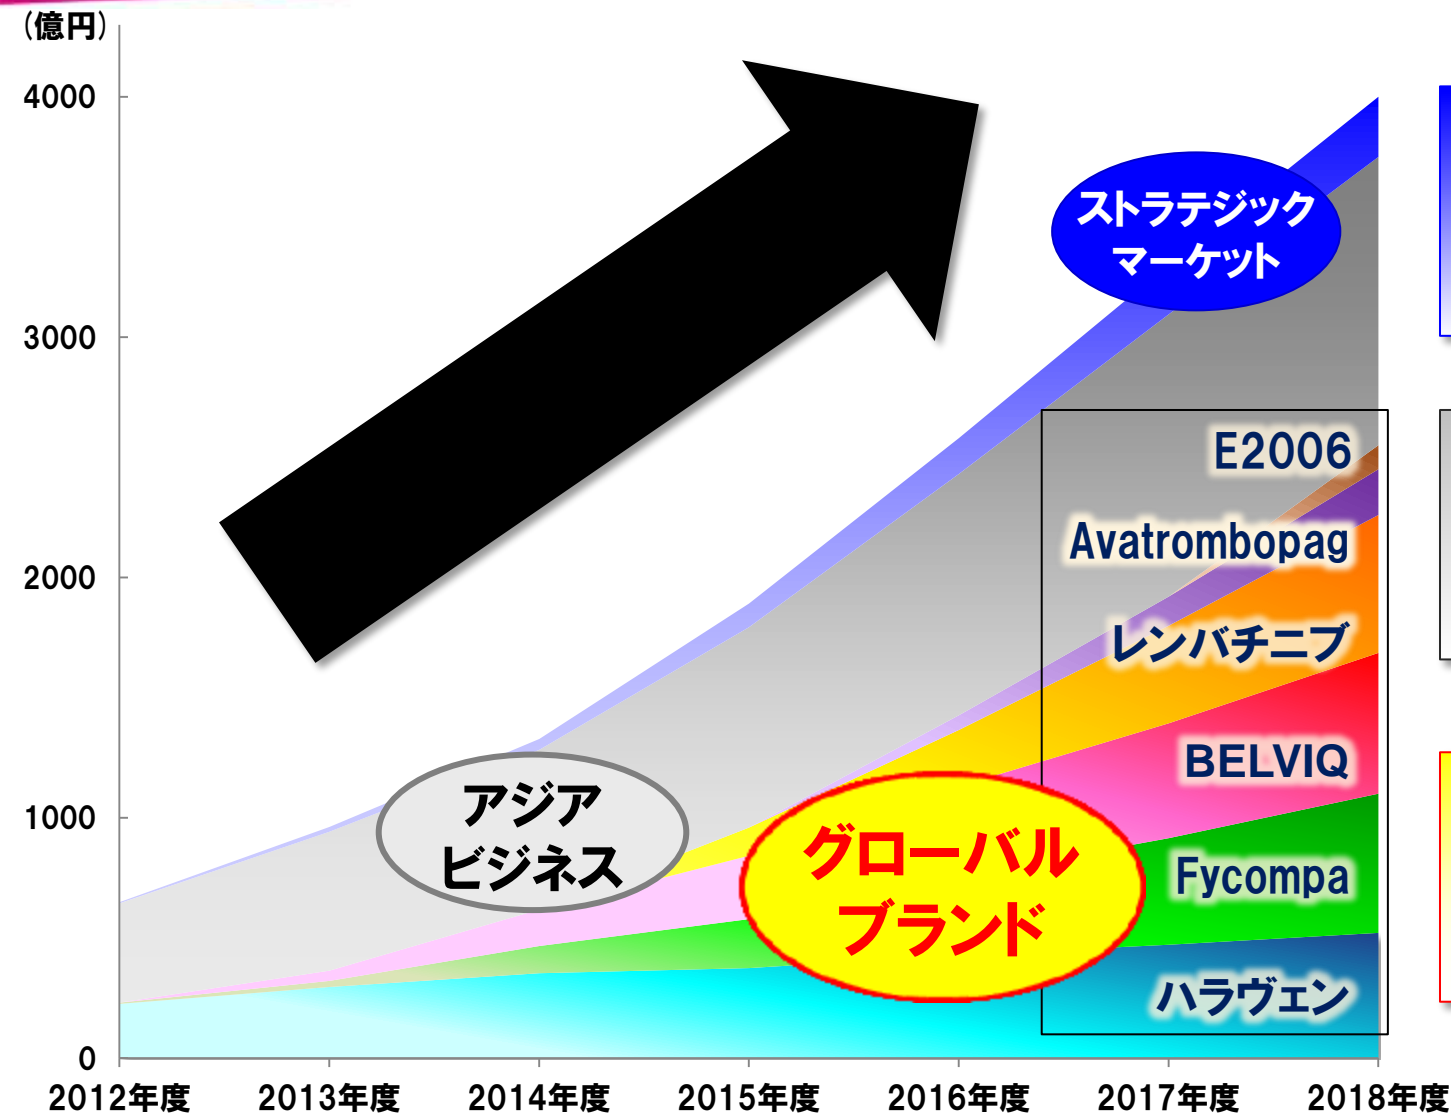 (億円)
4000
3000
2000
1000
0
ストラテジック
マーケット
E2006
Avatrombopag
レンバチニブ
BELVIQ
Fycompa
ハラヴェン
アジア
ビジネス
グローバル
ブランド
2012年度 2013年度 2014年度 2015年度 2016年度 2017年度 2018年度